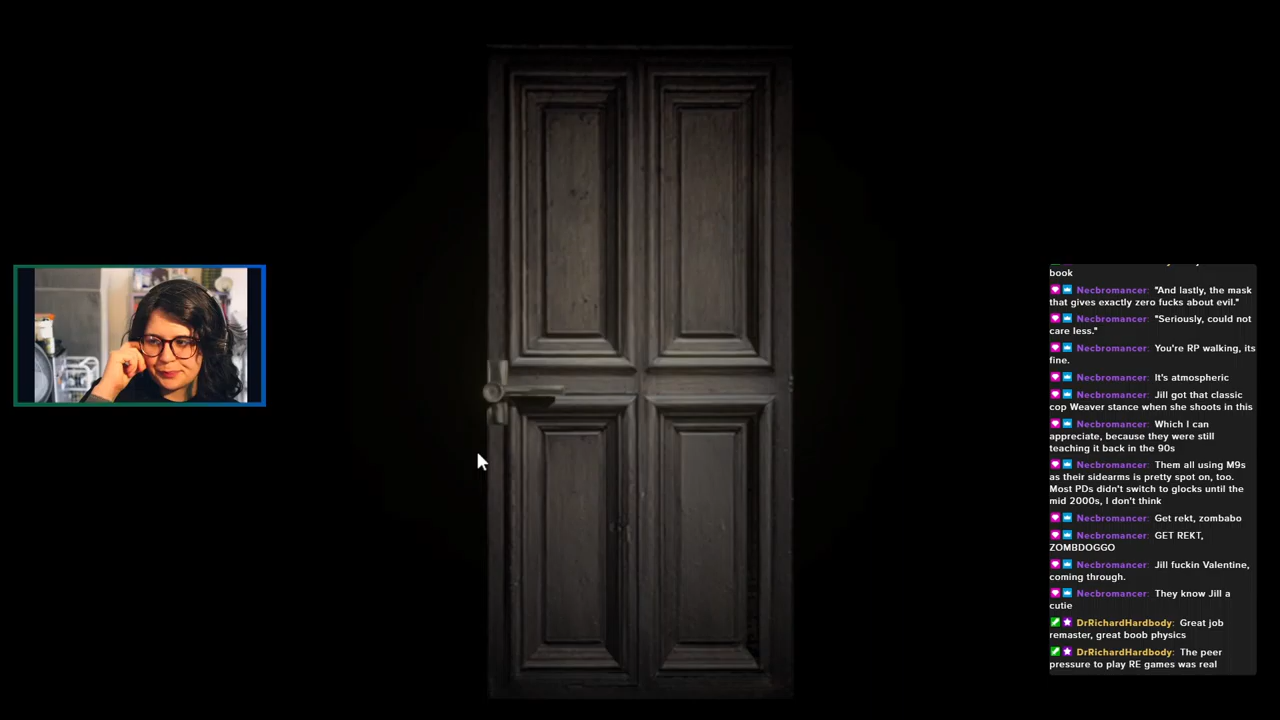 book
Necbromancer: "And lastly, the mask
that gives exactly zero fucks about evil."
Necbromancer: "Seriously, could not
care less."
Necbromancer: You're RP walking, its
fine.
Necbromancer: It's atmospheric
Necbromancer: Jill got that classic
cop Weaver stance when she shoots in this
Necbromancer: Which I can
appreciate, because they were still
teaching it back in the 90s
Necbromancer: Them all using M9s
as their sidearms is pretty spot on, too.
Most PDs didn't switch to glocks until the
mid 2000s, I don't think
Necbromancer: Get rekt, zombabo
Necbromancer: GET REKT,
ZOMBDOGGO
Necbromancer: Jill fuckin Valentine,
coming through.
Necbromancer: They know Jill a
cutie
DrRichardHardbody: Great job
remaster, great boob physics
DrRichardHardbody: The peer
pressure to play RE games was real